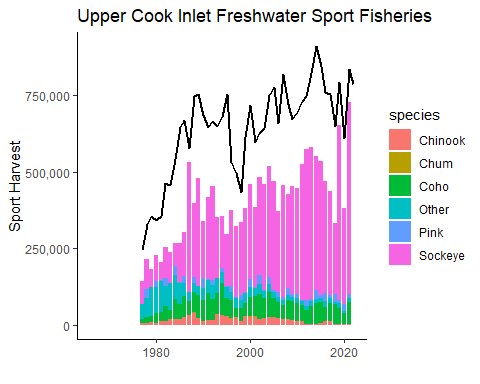 Upper Cook Inlet Freshwater Sport Fisheries
Sport Harvest
750,000
500,000
250,000
0
1980
2000
2020
species
Chinook
Chum
Coho
Other
Pink
Sockeye